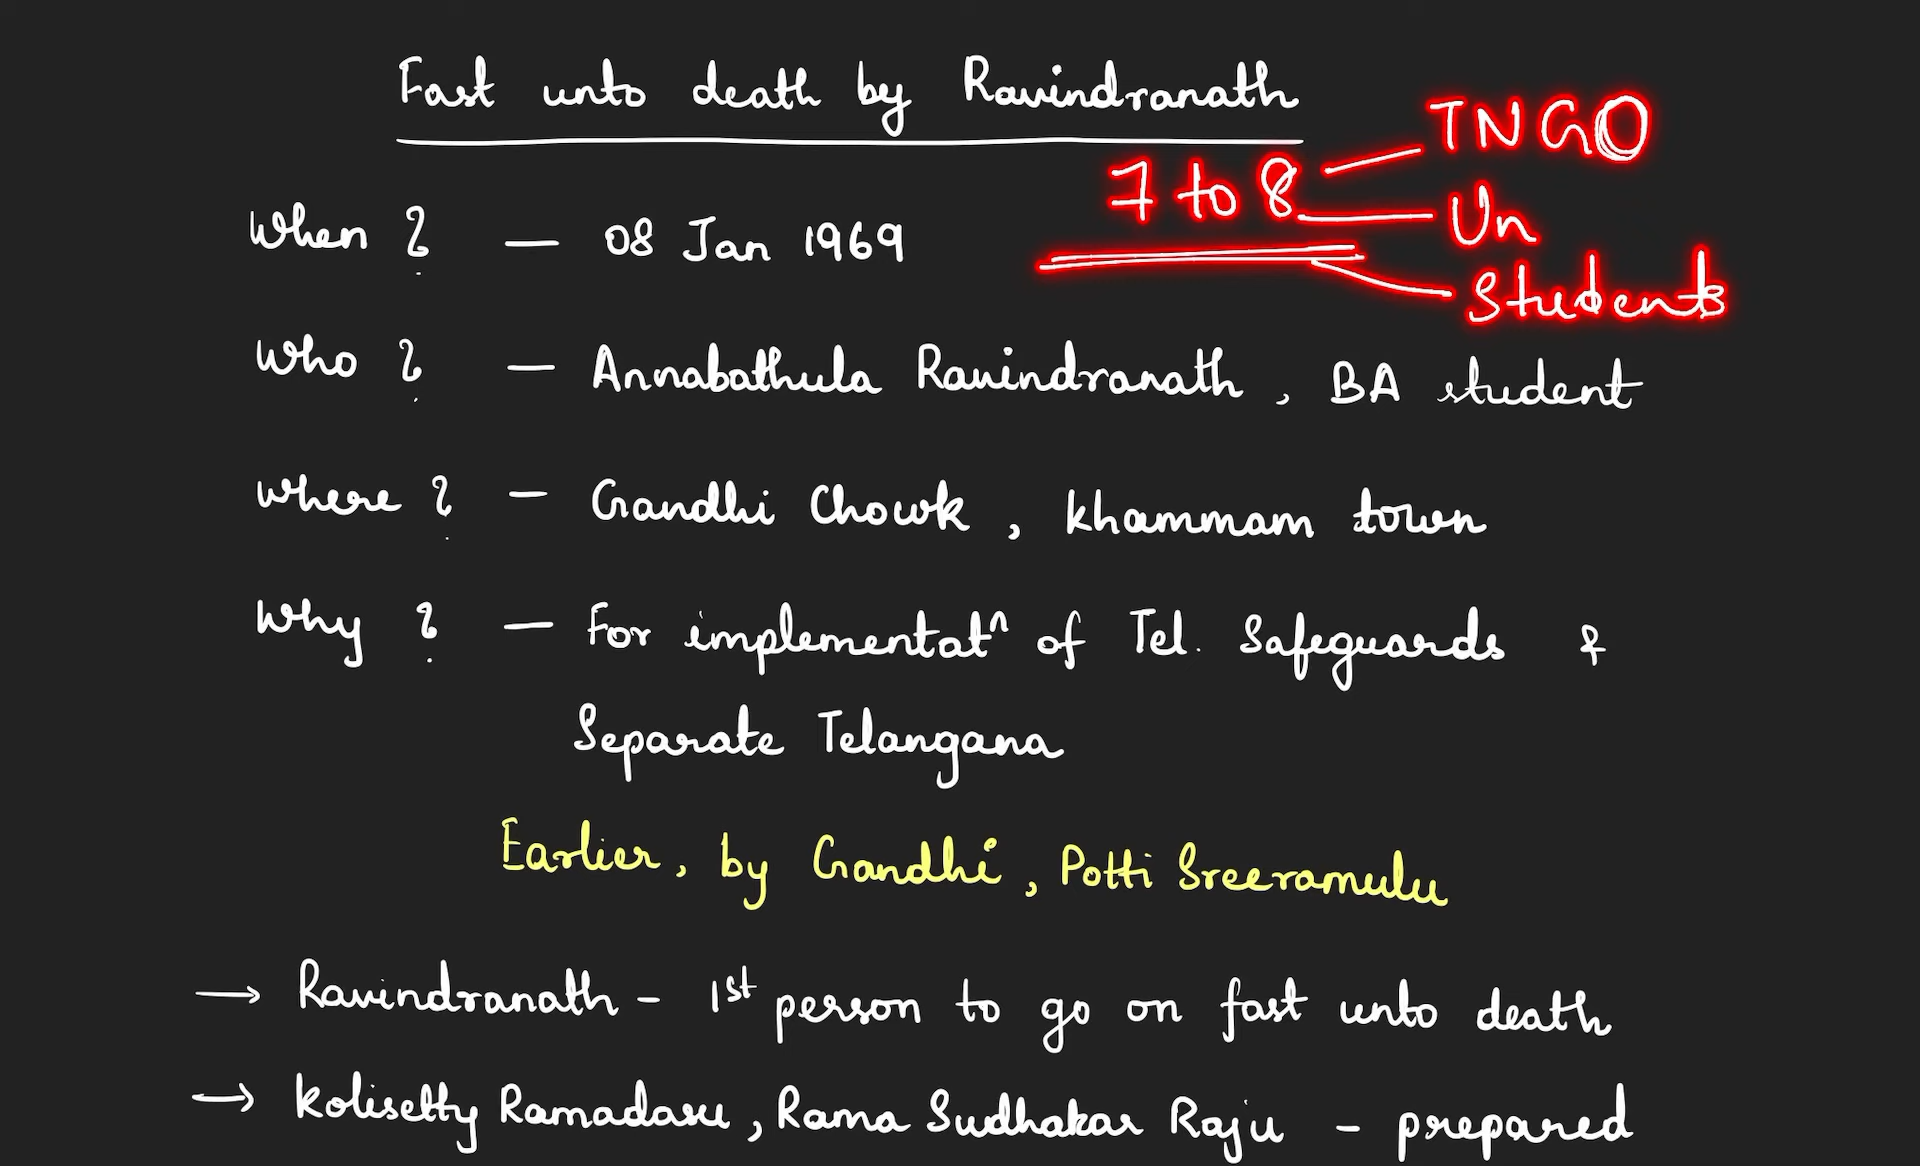 Fast unto death by Ravindranath
7 to 8
TNGO
Un
Students
When ? — 08 Jan 1969
Who ? — Annabathula Ravindranath, BA student
Where ? — Gandhi Chowk, Khammam town
Why ? — For implementatⁿ of Tel. Safeguards &
Separate Telangana
Earlier, by Gandhi, Potti Sreeramulu
→ Ravindranath - 1st person to go on fast unto death
→ Kolisetty Ramadasu, Rama Sudhakar Raju - prepared